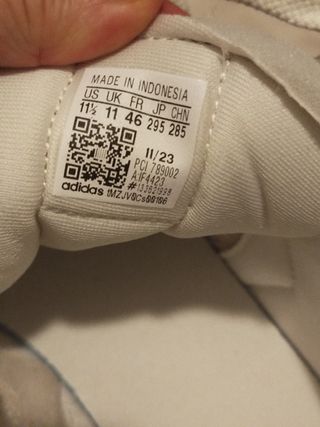 MADE IN INDONESIA
US UK FR JP CHN
11½ 11 46 295 285
11/23
PCI 789002
#133621998
adidas